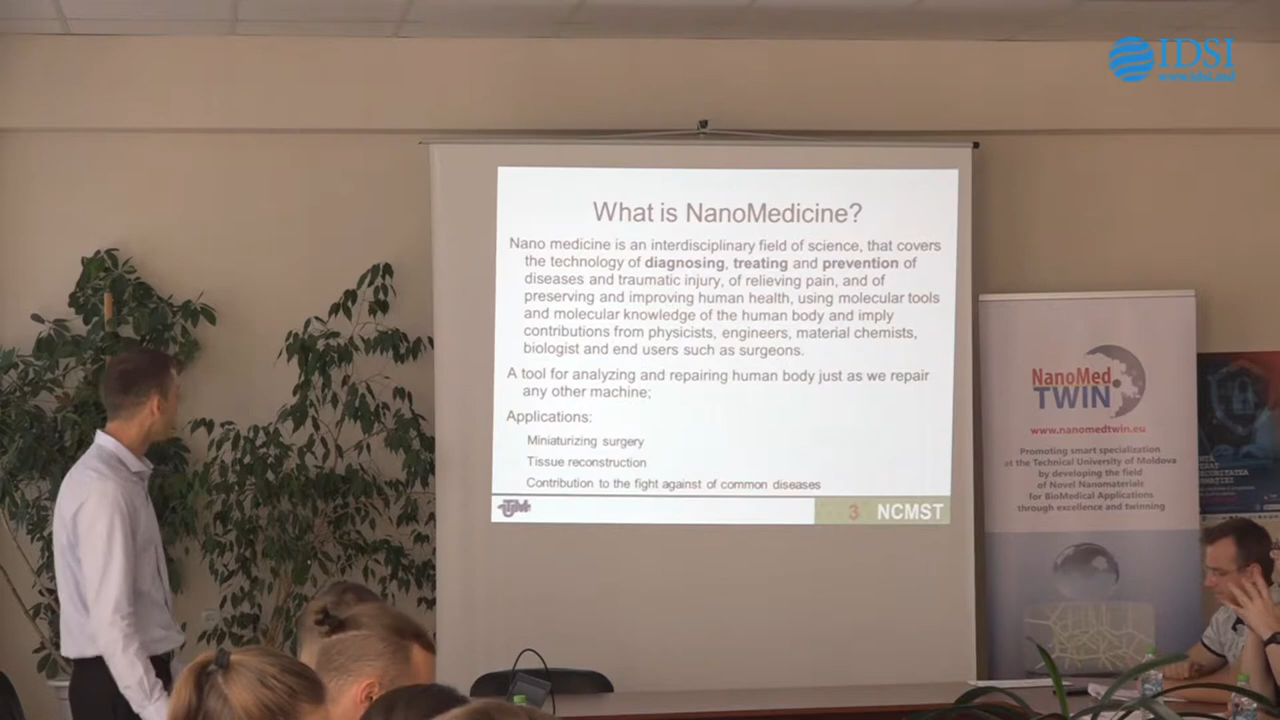 IDSI
www.idsi.md
What is NanoMedicine?
Nano medicine is an interdisciplinary field of science, that covers
the technology of diagnosing, treating and prevention of
diseases and traumatic injury, of relieving pain, and of
preserving and improving human health, using molecular tools
and molecular knowledge of the human body and imply
contributions from physicists, engineers, material chemists,
biologist and end users such as surgeons.
A tool for analyzing and repairing human body just as we repair
any other machine;
Applications:
Miniaturizing surgery
Tissue reconstruction
Contribution to the fight against of common diseases
3 NCMST
NanoMed
TWIN
www.nanomedtwin.eu
Promoting smart specialization
at the Technical University of Moldova
by developing the field
of Novel Nanomaterials
for BioMedical Applications
through excellence and twinning